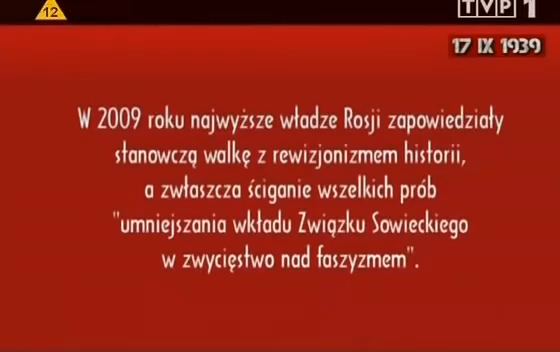 12
TVP 1
17 IX 1939
W 2009 roku najwyższe władze Rosji zapowiedziały
stanowczą walkę z rewizjonizmem historii,
a zwłaszcza ściganie wszelkich prób
"umniejszania wkładu Związku Sowieckiego
w zwycięstwo nad faszyzmem".